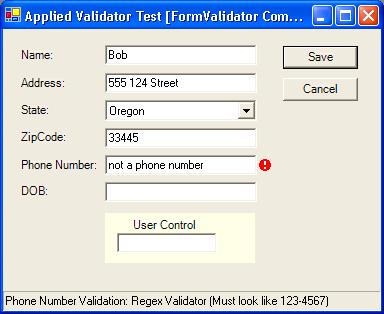 Applied Validator Test [FormValidator Com...
Name: Bob
Save
Address: 555 124 Street
Cancel
State: Oregon
ZipCode: 33445
Phone Number: not a phone number
DOB:
User Control
Phone Number Validation: Regex Validator (Must look like 123-4567)